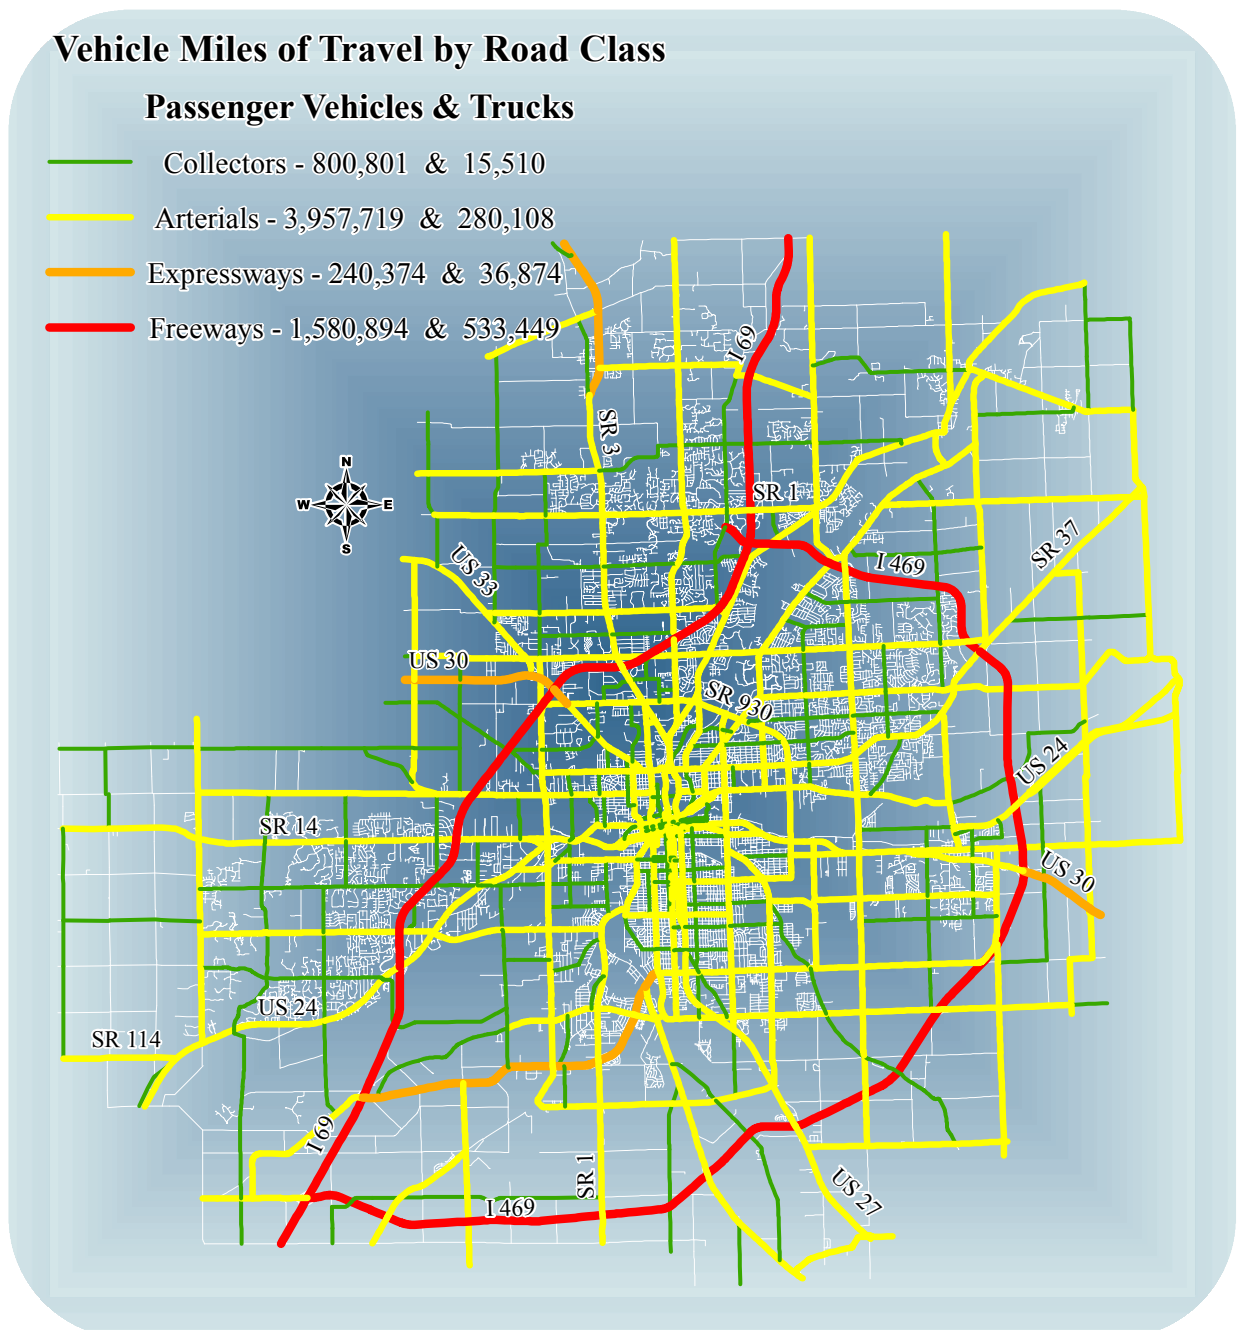 Vehicle Miles of Travel by Road Class
Passenger Vehicles & Trucks
Collectors - 800,801 & 15,510
Arterials - 3,957,719 & 280,108
Expressways - 240,374 & 36,874
Freeways - 1,580,894 & 533,449
I 69
SR 3
N
W E
S
SR 1
US 33
I 469
SR 37
US 30
SR 930
US 24
SR 14
US 30
US 24
SR 114
I 69
SR 1
I 469
US 27